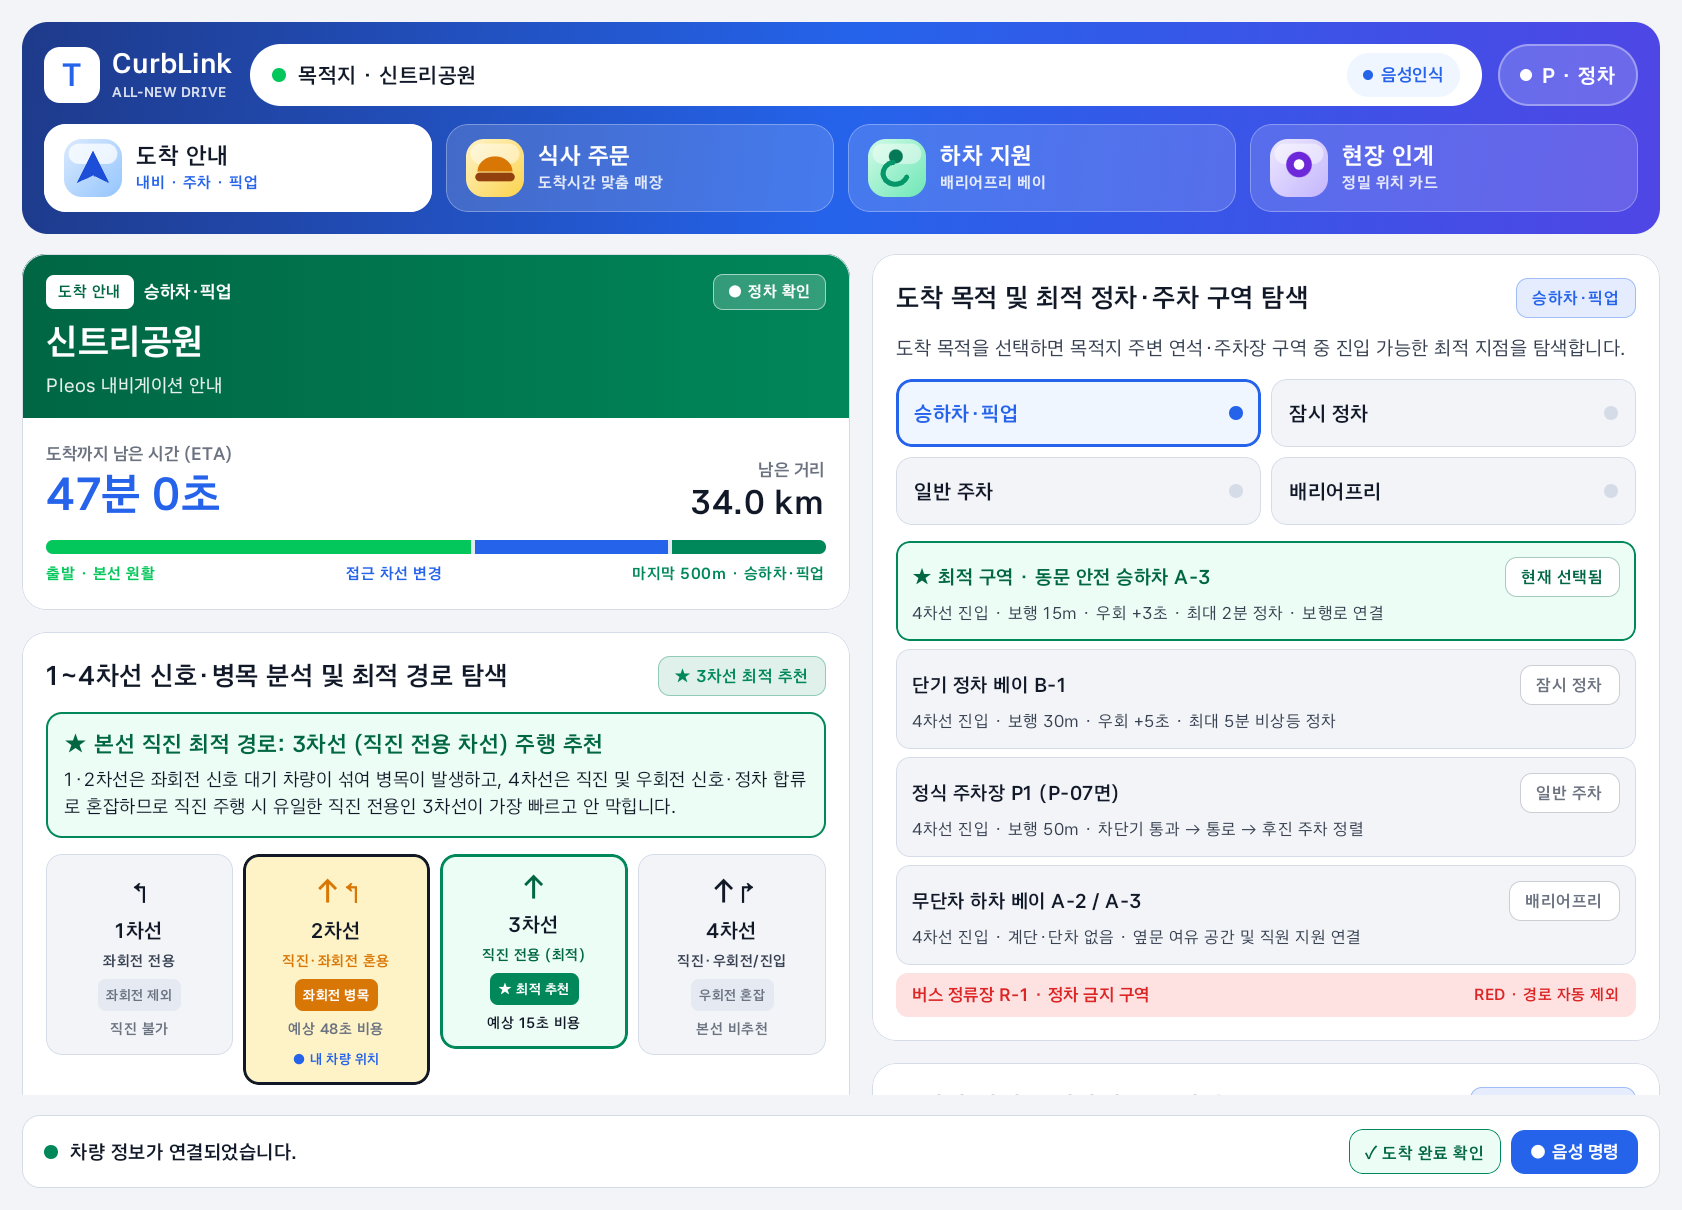 T
CurbLink
ALL-NEW DRIVE
목적지 · 신트리공원
음성인식
P · 정차
도착 안내
내비 · 주차 · 픽업
식사 주문
도착시간 맞춤 매장
하차 지원
배리어프리 베이
현장 인계
정밀 위치 카드
도착 안내
승하차·픽업
정차 확인
신트리공원
Pleos 내비게이션 안내
도착까지 남은 시간 (ETA)
47분 0초
남은 거리
34.0 km
출발 · 본선 원활
접근 차선 변경
마지막 500m · 승하차·픽업
1~4차선 신호·병목 분석 및 최적 경로 탐색
★ 3차선 최적 추천
★ 본선 직진 최적 경로: 3차선 (직진 전용 차선) 주행 추천
1·2차선은 좌회전 신호 대기 차량이 섞여 병목이 발생하고, 4차선은 직진 및 우회전 신호·정차 합류
로 혼잡하므로 직진 주행 시 유일한 직진 전용인 3차선이 가장 빠르고 안 막힙니다.
↰
1차선
좌회전 전용
좌회전 제외
직진 불가
↑ ↰
2차선
직진·좌회전 혼용
좌회전 병목
예상 48초 비용
내 차량 위치
↑
3차선
직진 전용 (최적)
★ 최적 추천
예상 15초 비용
↑ ↱
4차선
직진·우회전/진입
우회전 혼잡
본선 비추천
도착 목적 및 최적 정차·주차 구역 탐색
승하차·픽업
도착 목적을 선택하면 목적지 주변 연석·주차장 구역 중 진입 가능한 최적 지점을 탐색합니다.
승하차·픽업
잠시 정차
일반 주차
배리어프리
★ 최적 구역 · 동문 안전 승하차 A-3
현재 선택됨
4차선 진입 · 보행 15m · 우회 +3초 · 최대 2분 정차 · 보행로 연결
단기 정차 베이 B-1
잠시 정차
4차선 진입 · 보행 30m · 우회 +5초 · 최대 5분 비상등 정차
정식 주차장 P1 (P-07면)
일반 주차
4차선 진입 · 보행 50m · 차단기 통과 → 통로 → 후진 주차 정렬
무단차 하차 베이 A-2 / A-3
배리어프리
4차선 진입 · 계단·단차 없음 · 옆문 여유 공간 및 직원 지원 연결
버스 정류장 R-1 · 정차 금지 구역
RED · 경로 자동 제외
차량 정보가 연결되었습니다.
✓ 도착 완료 확인
음성 명령